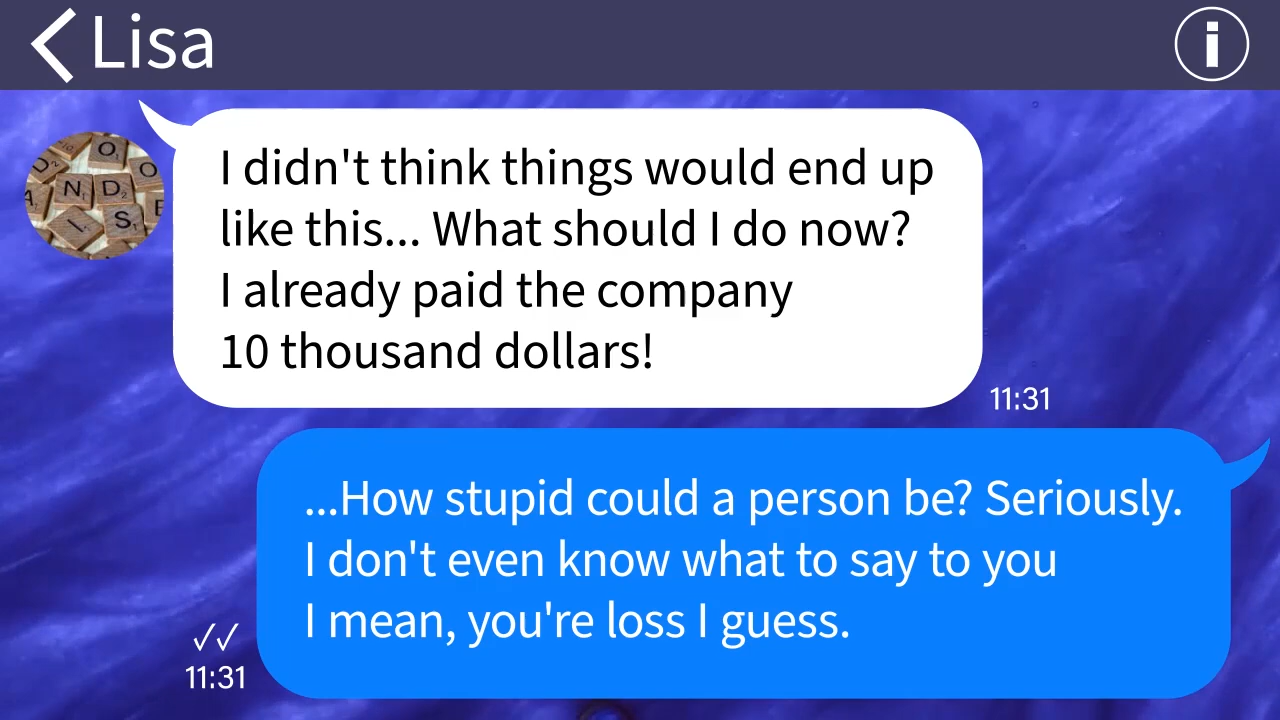 Lisa
i
I didn't think things would end up
like this... What should I do now?
I already paid the company
10 thousand dollars!
11:31
...How stupid could a person be? Seriously.
I don't even know what to say to you
I mean, you're loss I guess.
11:31